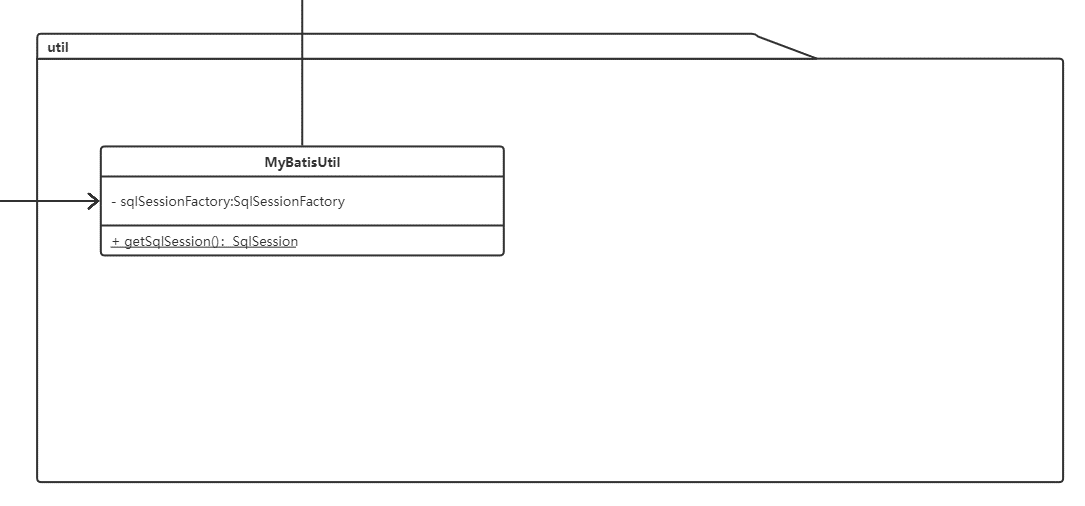 util
MyBatisUtil
- sqlSessionFactory:SqlSessionFactory
+ getSqlSession()：SqlSession